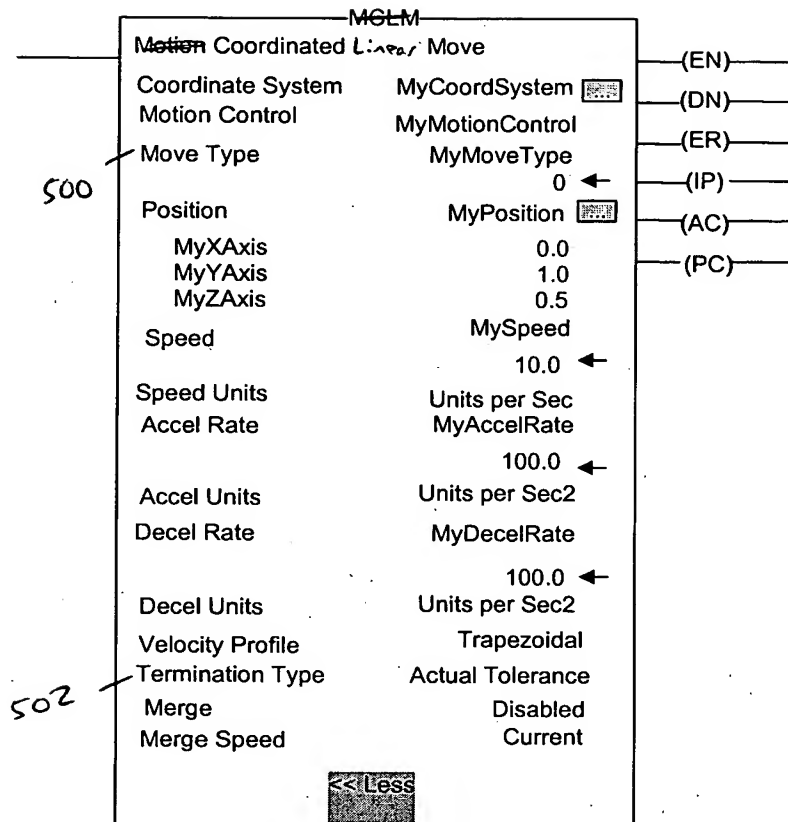 MCLM
Motion Coordinated Linear Move
(EN)
Coordinate System MyCoordSystem ...
(DN)
Motion Control MyMotionControl
(ER)
500 Move Type MyMoveType
0 (IP)
Position MyPosition ...
(AC)
MyXAxis 0.0
(PC)
MyYAxis 1.0
MyZAxis 0.5
Speed MySpeed
10.0
Speed Units Units per Sec
Accel Rate MyAccelRate
100.0
Accel Units Units per Sec2
Decel Rate MyDecelRate
100.0
Decel Units Units per Sec2
Velocity Profile Trapezoidal
502 Termination Type Actual Tolerance
Merge Disabled
Merge Speed Current
<< Less